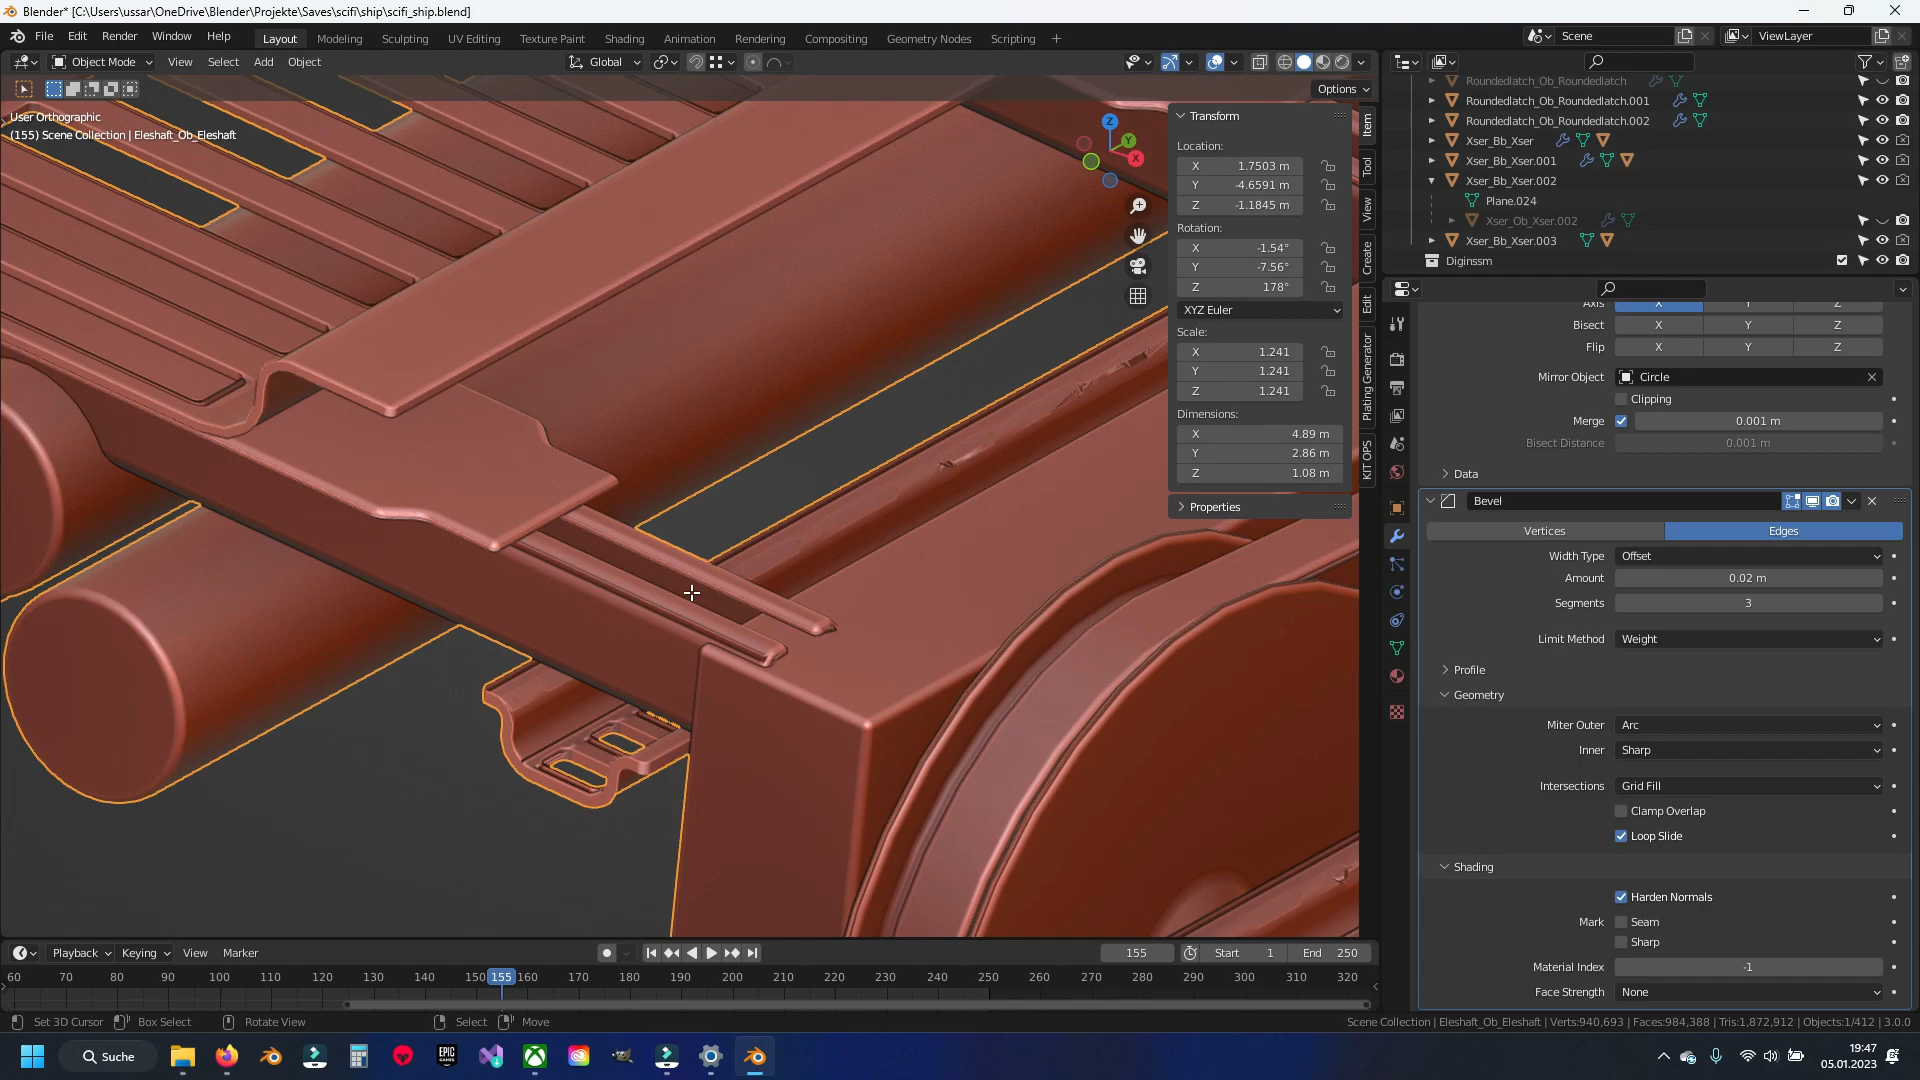 Blender* [C:\Users\ussar\OneDrive\Blender\Projekte\Saves\scifi\ship\scifi_ship.blend]
File Edit Render Window Help
Layout Modeling Sculpting UV Editing Texture Paint Shading Animation Rendering Compositing Geometry Nodes Scripting +
Scene
ViewLayer
Object Mode View Select Add Object
Global
Options
User Orthographic
(155) Scene Collection | Eleshaft_Ob_Eleshaft
Z
Y
X
Transform
Location:
X 1.7503 m
Y -4.6591 m
Z -1.1845 m
Rotation:
X -1.54°
Y -7.56°
Z 178°
XYZ Euler
Scale:
X 1.241
Y 1.241
Z 1.241
Dimensions:
X 4.89 m
Y 2.86 m
Z 1.08 m
Properties
Item
Tool
View
Create
Edit
Plating Generator
KIT OPS
Roundedlatch_Ob_Roundedlatch
Roundedlatch_Ob_Roundedlatch.001
Roundedlatch_Ob_Roundedlatch.002
Xser_Bb_Xser
Xser_Bb_Xser.001
Xser_Bb_Xser.002
Plane.024
Xser_Ob_Xser.002
Xser_Bb_Xser.003
Diginssm
Axis X Y Z
Bisect X Y Z
Flip X Y Z
Mirror Object Circle
Clipping
Merge 0.001 m
Bisect Distance 0.001 m
Data
Bevel
Vertices Edges
Width Type Offset
Amount 0.02 m
Segments 3
Limit Method Weight
Profile
Geometry
Miter Outer Arc
Inner Sharp
Intersections Grid Fill
Clamp Overlap
Loop Slide
Shading
Harden Normals
Mark Seam
Sharp
Material Index -1
Face Strength None
Playback Keying View Marker
155 Start 1 End 250
60 70 80 90 100 110 120 130 140 150 155 160 170 180 190 200 210 220 230 240 250 260 270 280 290 300 310 320
Set 3D Cursor Box Select Rotate View Select Move
Scene Collection | Eleshaft_Ob_Eleshaft | Verts:940,693 | Faces:984,388 | Tris:1,872,912 | Objects:1/412 | 3.0.0
Suche
EPIC GAMES
19:47
05.01.2023